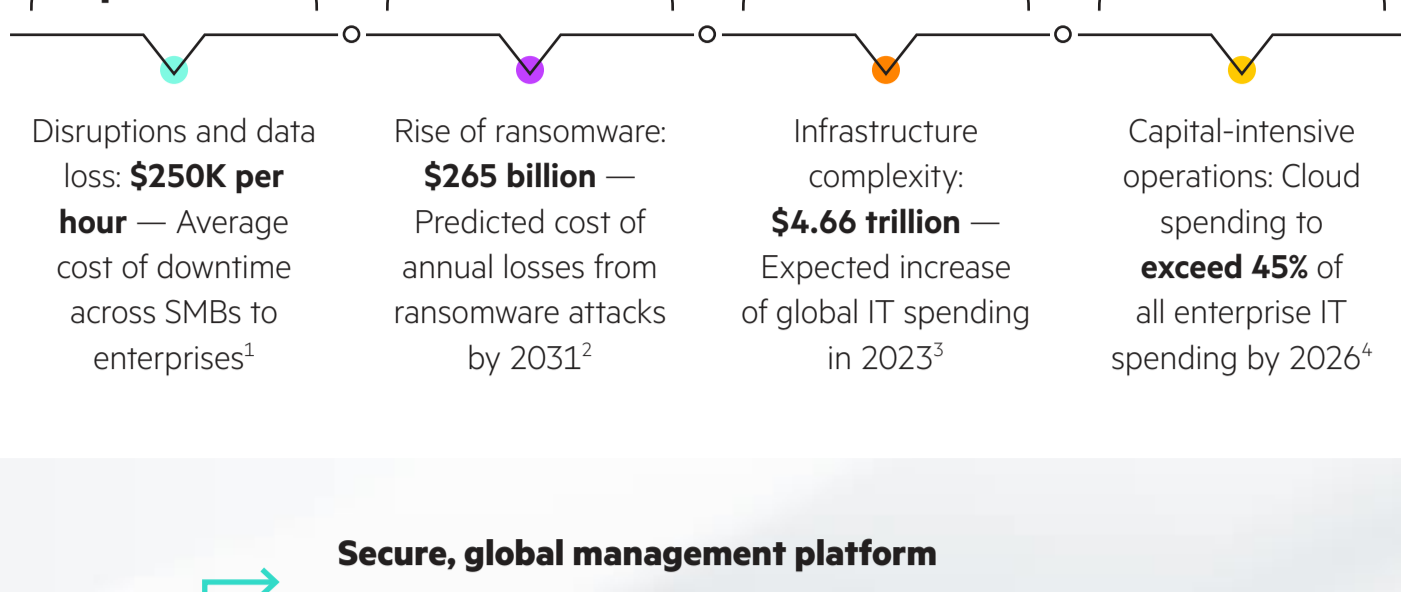 Disruptions and data
loss: $250K per
hour — Average
cost of downtime
across SMBs to
enterprises¹
Rise of ransomware:
$265 billion —
Predicted cost of
annual losses from
ransomware attacks
by 2031²
Infrastructure
complexity:
$4.66 trillion —
Expected increase
of global IT spending
in 2023³
Capital-intensive
operations: Cloud
spending to
exceed 45% of
all enterprise IT
spending by 2026⁴
Secure, global management platform